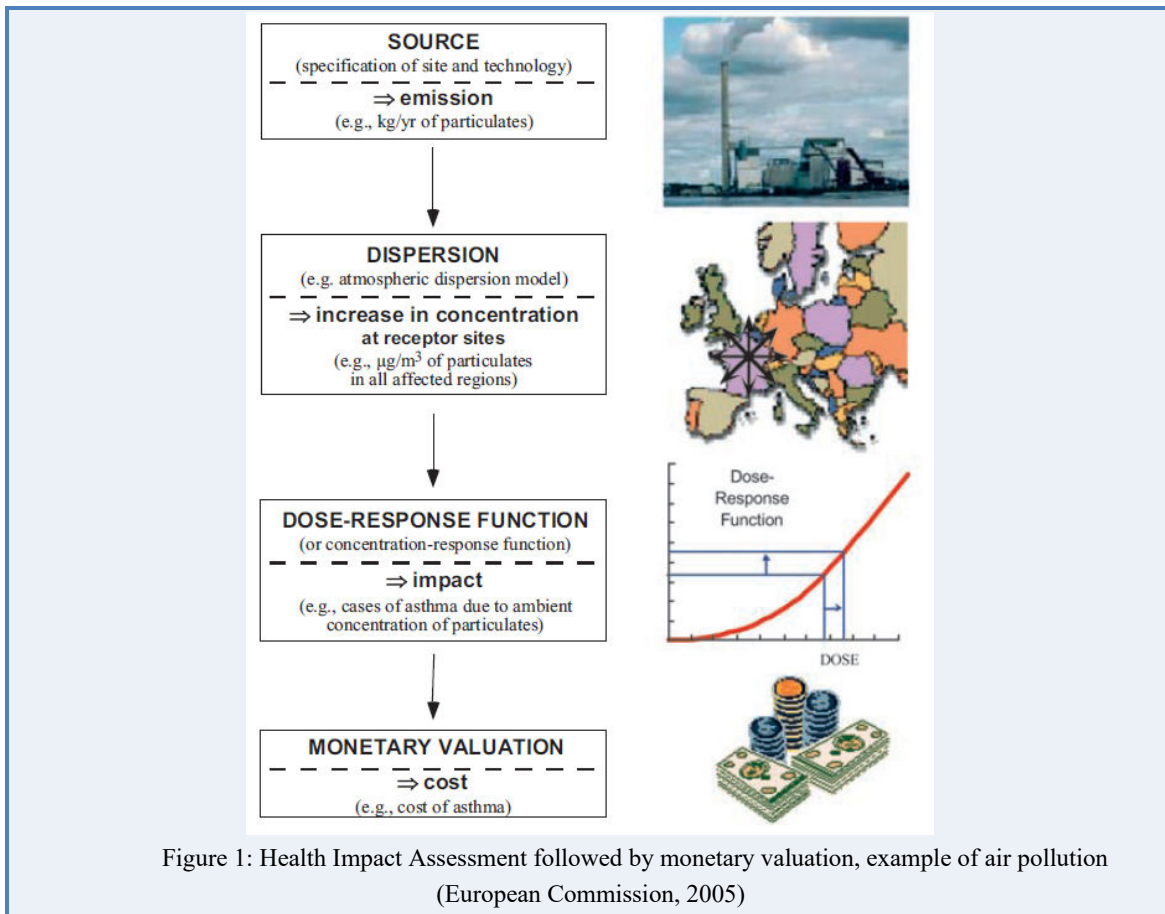 SOURCE
(specification of site and technology)
⇒ emission
(e.g., kg/yr of particulates)
DISPERSION
(e.g. atmospheric dispersion model)
⇒ increase in concentration
at receptor sites
(e.g., μg/m³ of particulates
in all affected regions)
DOSE-RESPONSE FUNCTION
(or concentration-response function)
⇒ impact
(e.g., cases of asthma due to ambient
concentration of particulates)
Dose-
Response
Function
DOSE
MONETARY VALUATION
⇒ cost
(e.g., cost of asthma)
Figure 1: Health Impact Assessment followed by monetary valuation, example of air pollution
(European Commission, 2005)